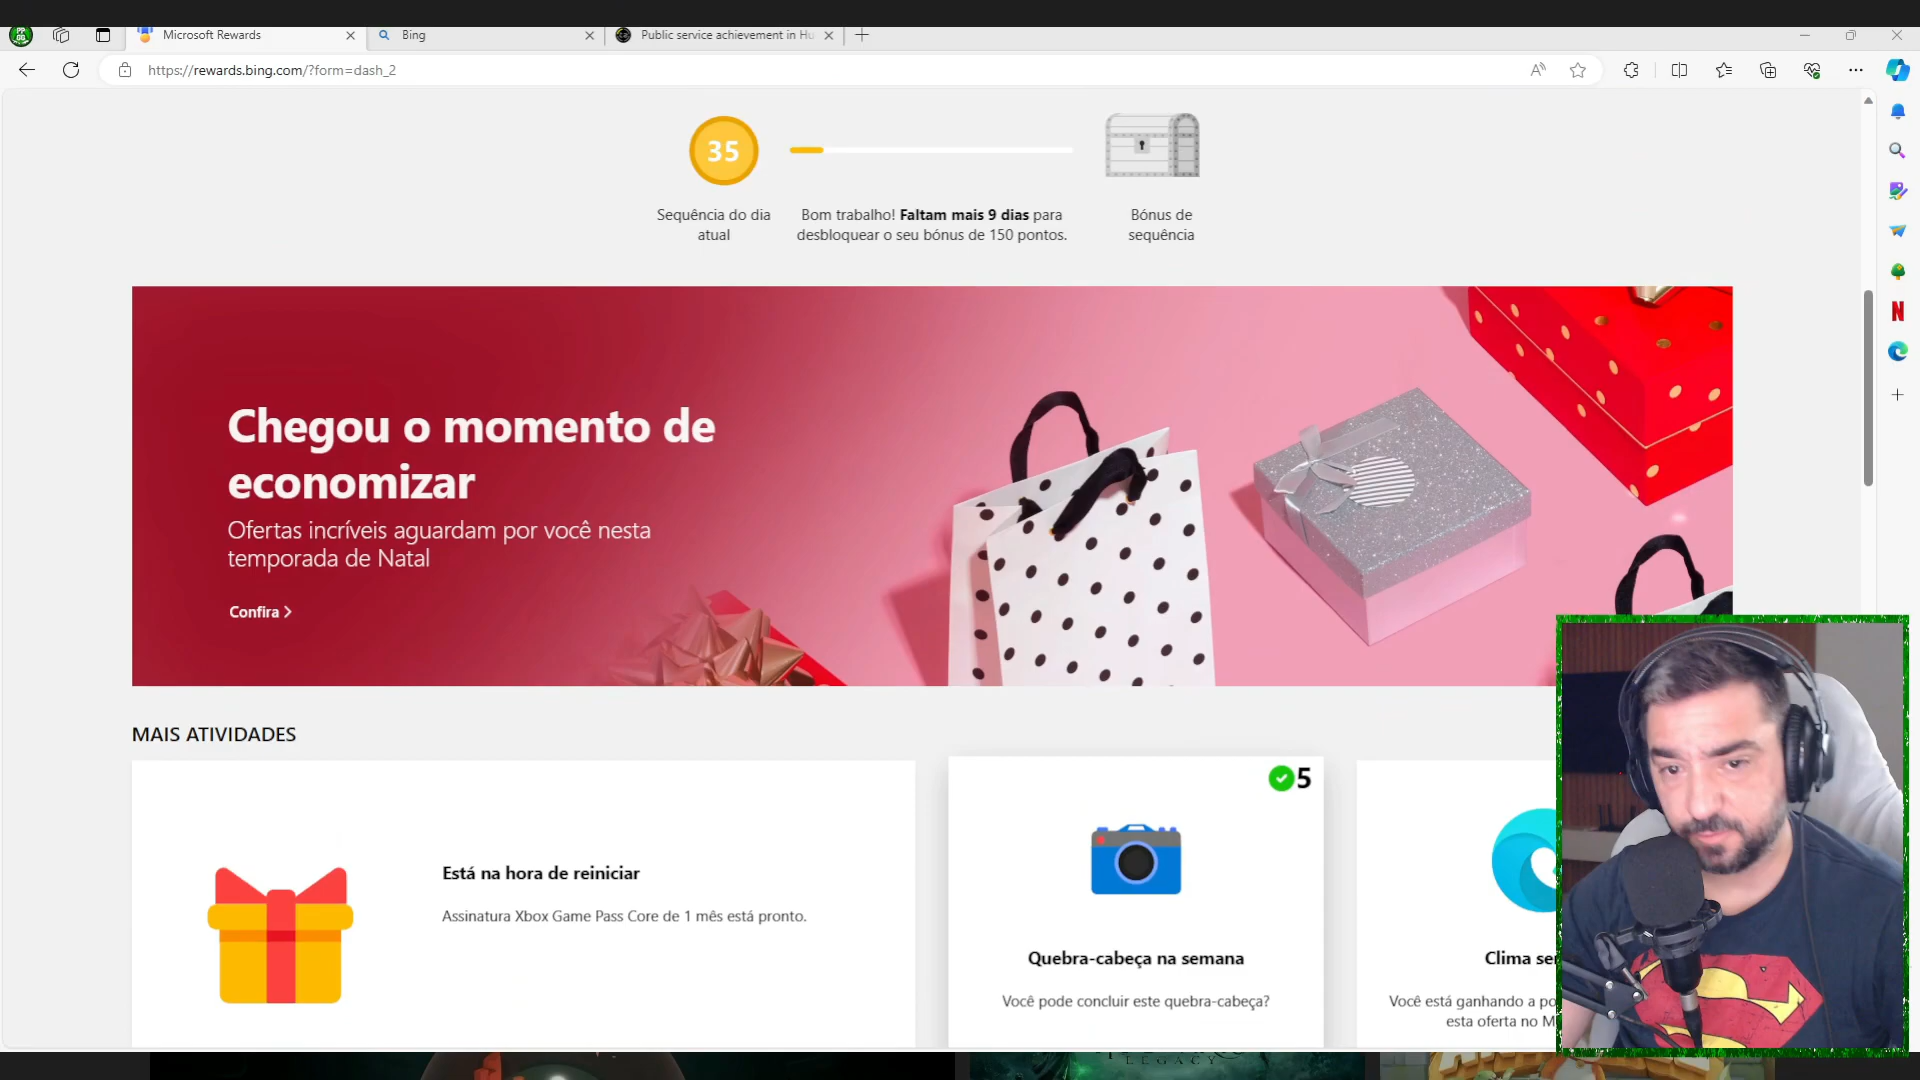 Microsoft Rewards
Bing
Public service achievement in Hu
https://rewards.bing.com/?form=dash_2
35
Sequência do dia
atual
Bom trabalho! Faltam mais 9 dias para
desbloquear o seu bónus de 150 pontos.
Bónus de
sequência
Chegou o momento de
economizar
Ofertas incríveis aguardam por você nesta
temporada de Natal
Confira
MAIS ATIVIDADES
Está na hora de reiniciar
Assinatura Xbox Game Pass Core de 1 mês está pronto.
5
Quebra-cabeça na semana
Você pode concluir este quebra-cabeça?
Clima se
Você está ganhando a po
esta oferta no M
LEGACY